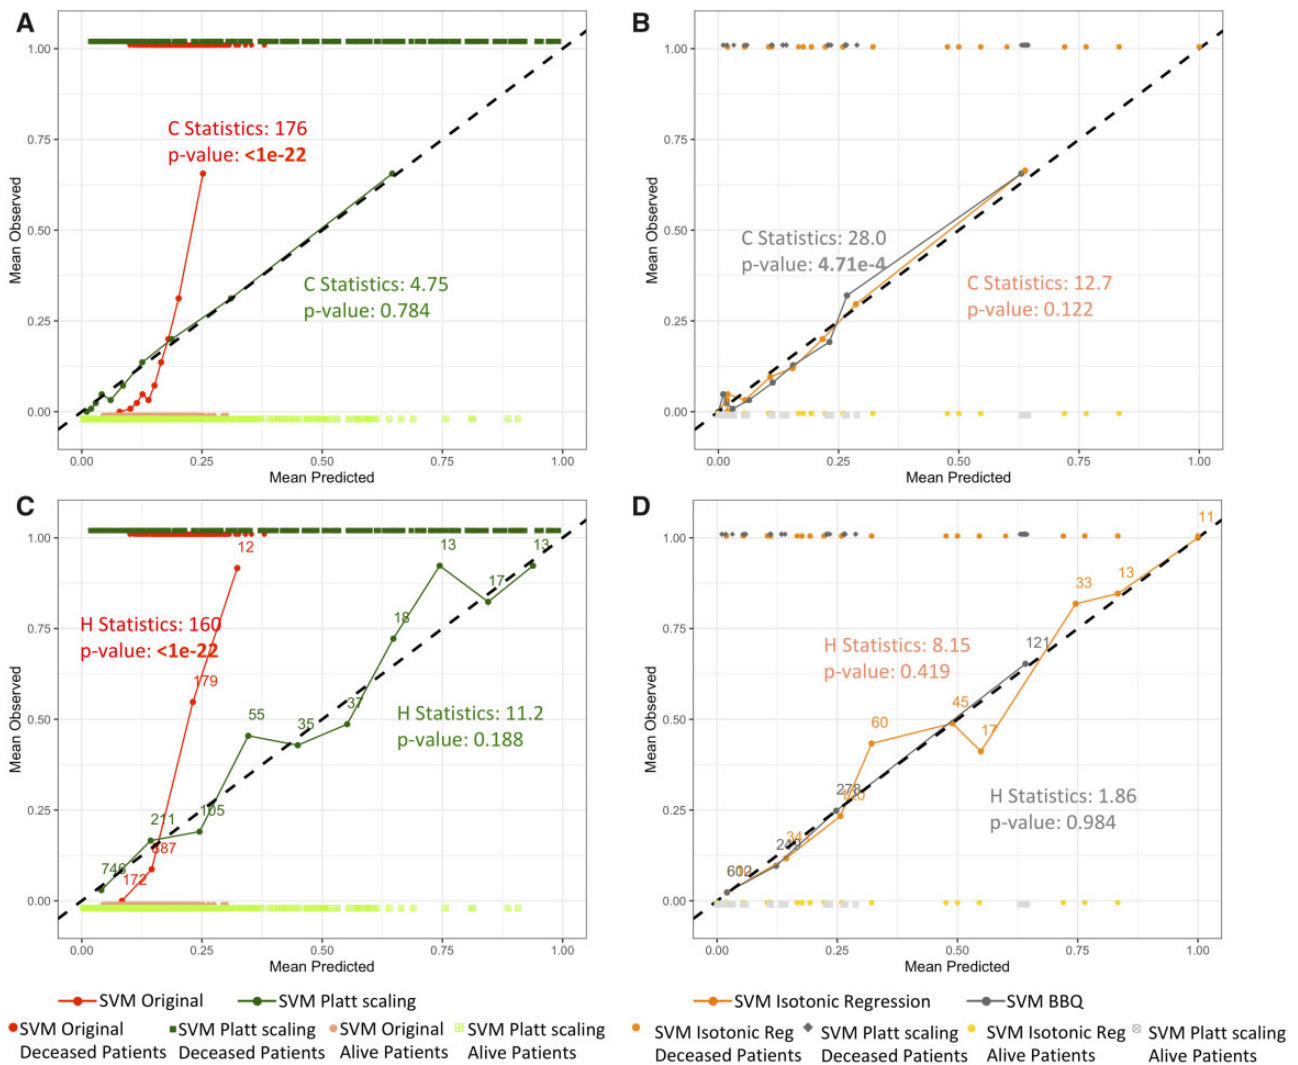 A
1.00
0.75
0.50
0.25
0.00
Mean Observed
C Statistics: 176
p-value: <1e-22
C Statistics: 4.75
p-value: 0.784
0.00 0.25 0.50 0.75 1.00
Mean Predicted
B
1.00
0.75
0.50
0.25
0.00
Mean Observed
C Statistics: 28.0
p-value: 4.71e-4
C Statistics: 12.7
p-value: 0.122
0.00 0.25 0.50 0.75 1.00
Mean Predicted
C
1.00
0.75
0.50
0.25
0.00
Mean Observed
12 13 13
17
18
H Statistics: 160
p-value: <1e-22
179
55 35 37
H Statistics: 11.2
p-value: 0.188
211 105
746 172
0.00 0.25 0.50 0.75 1.00
Mean Predicted
D
1.00
0.75
0.50
0.25
0.00
Mean Observed
11
33 13
H Statistics: 8.15
p-value: 0.419
121
60 45 17
278
H Statistics: 1.86
p-value: 0.984
0.00 0.25 0.50 0.75 1.00
Mean Predicted
SVM Original SVM Platt scaling
SVM Original SVM Platt scaling SVM Original SVM Platt scaling
Deceased Patients Deceased Patients Alive Patients Alive Patients
SVM Isotonic Regression SVM BBQ
SVM Isotonic Reg SVM Platt scaling SVM Isotonic Reg SVM Platt scaling
Deceased Patients Deceased Patients Alive Patients Alive Patients